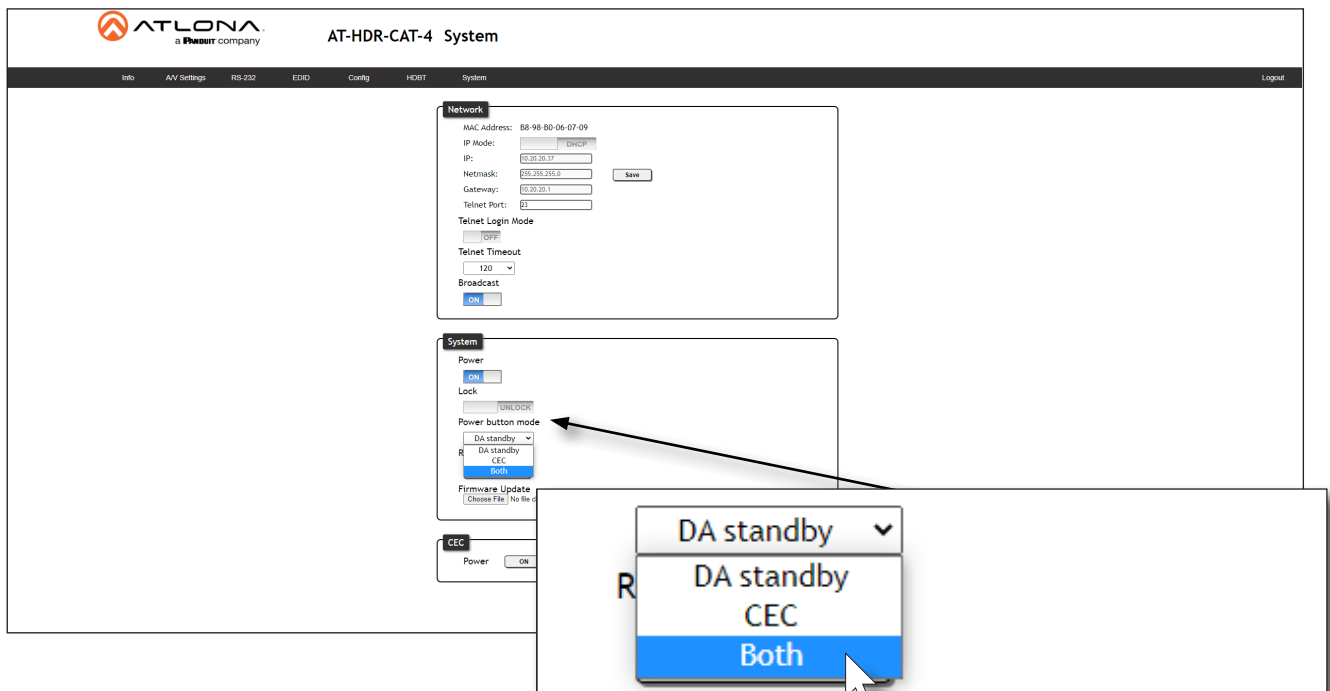 ATLONA.
a PANDUIT company
AT-HDR-CAT-4 System
Info A/V Settings RS-232 EDID Config HDBT System Logout
Network
MAC Address: B8-98-B0-06-07-09
IP Mode: DHCP
IP: 10.20.20.37
Netmask: 255.255.255.0 Save
Gateway: 10.20.20.1
Telnet Port: 23
Telnet Login Mode
OFF
Telnet Timeout
120
Broadcast
ON
System
Power
ON
Lock
UNLOCK
Power button mode
DA standby
R DA standby
CEC
Both
Firmware Update
Choose File No file c
CEC
Power ON
DA standby
R DA standby
CEC
Both